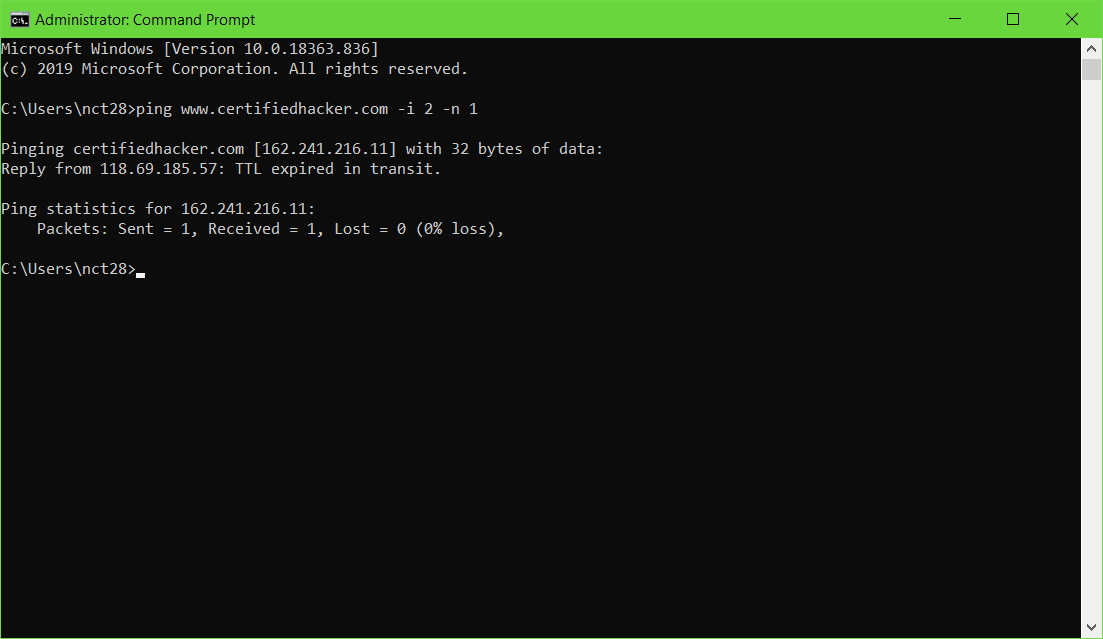 Administrator: Command Prompt
Microsoft Windows [Version 10.0.18363.836]
(c) 2019 Microsoft Corporation. All rights reserved.
C:\Users\nct28>ping www.certifiedhacker.com -i 2 -n 1
Pinging certifiedhacker.com [162.241.216.11] with 32 bytes of data:
Reply from 118.69.185.57: TTL expired in transit.
Ping statistics for 162.241.216.11:
    Packets: Sent = 1, Received = 1, Lost = 0 (0% loss),
C:\Users\nct28>